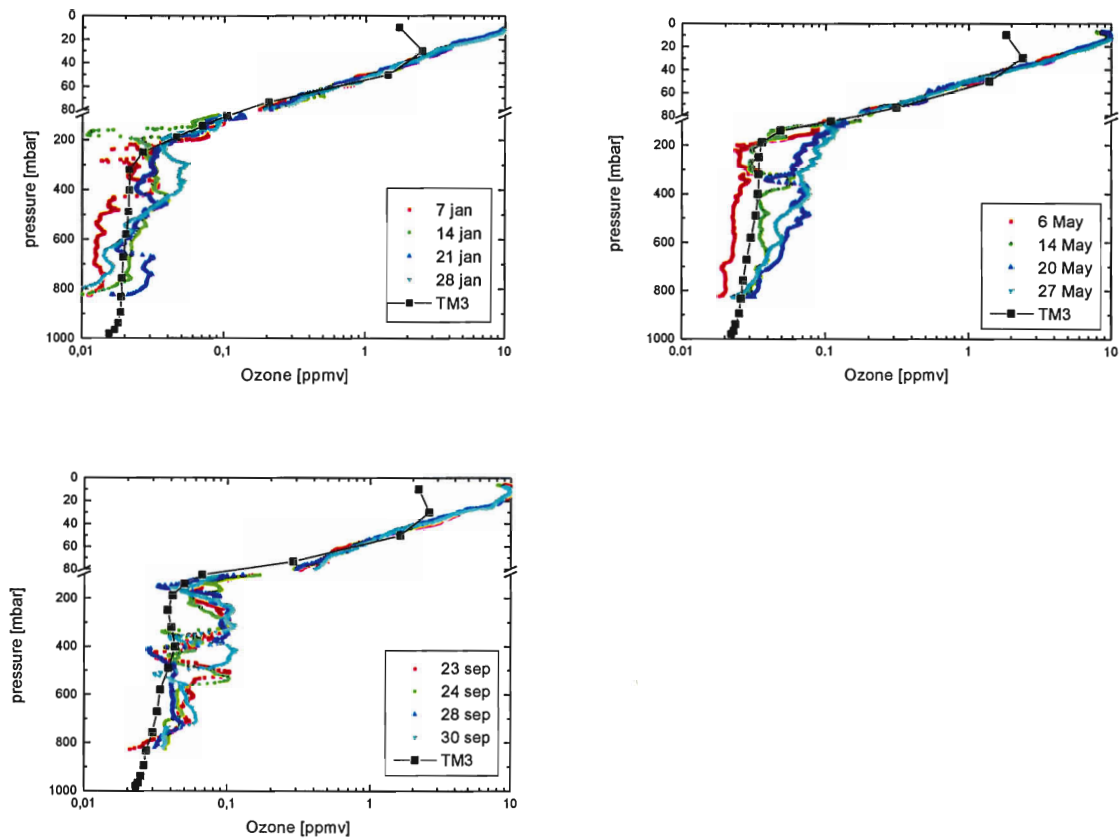 0
20
40
60
80
200
400
600
800
1000
pressure [mbar]
7 jan
14 jan
21 jan
28 jan
TM3
0,01
0,1
1
10
Ozone [ppmv]
0
20
40
60
80
200
400
600
800
1000
pressure [mbar]
6 May
14 May
20 May
27 May
TM3
0.01
0.1
1
10
Ozone [ppmv]
0
20
40
60
80
200
400
600
800
1000
pressure [mbar]
23 sep
24 sep
28 sep
30 sep
TM3
0,01
0,1
1
10
Ozone [ppmv]